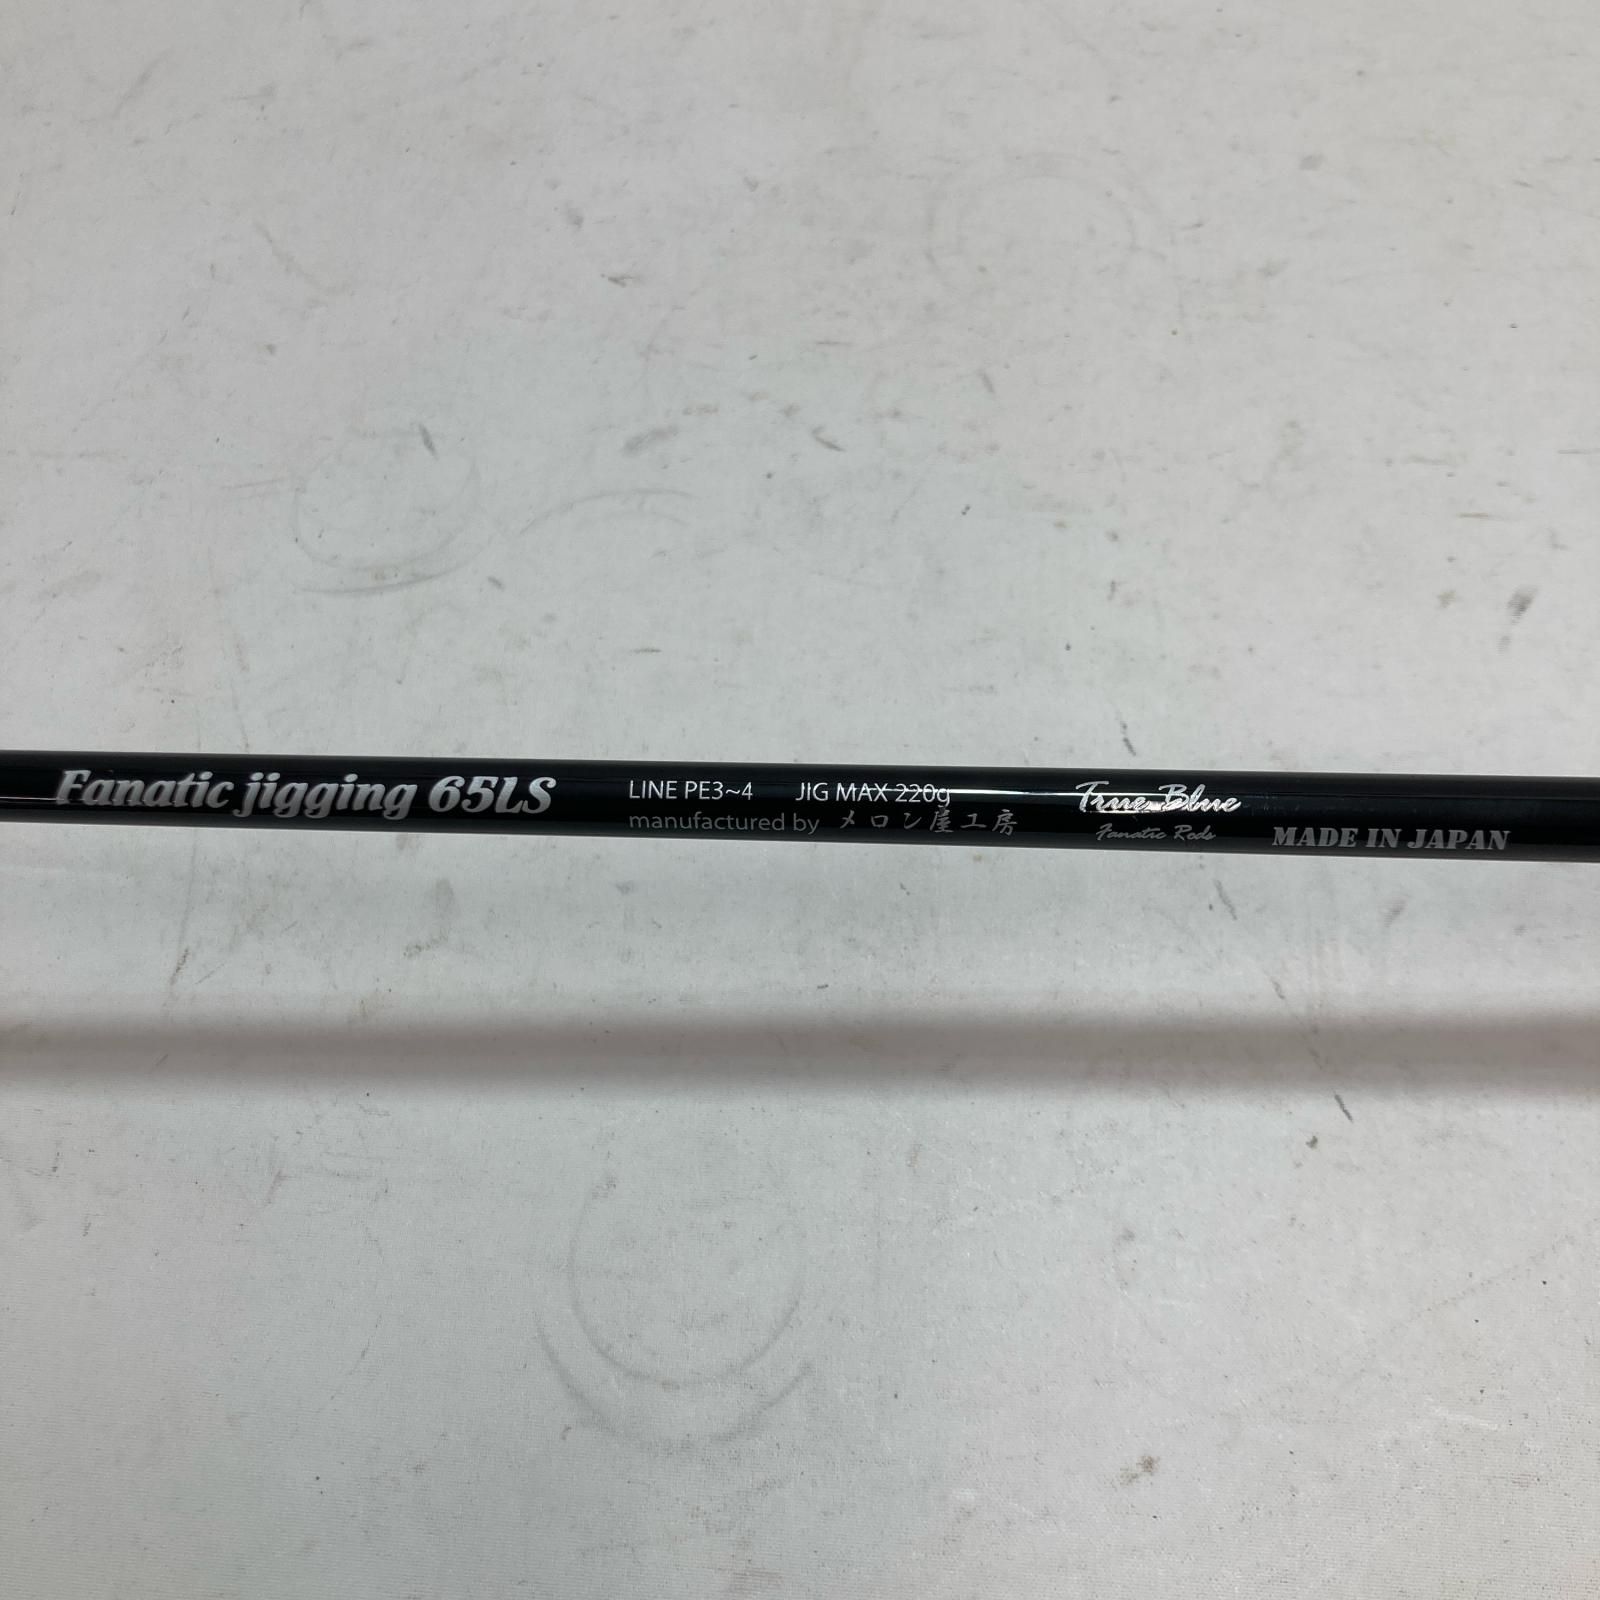 Fanatic jigging 65LS
LINE PE3~4 JIG MAX 220g
manufactured by メロン屋工房
True Blue
Fanatic Rods
MADE IN JAPAN